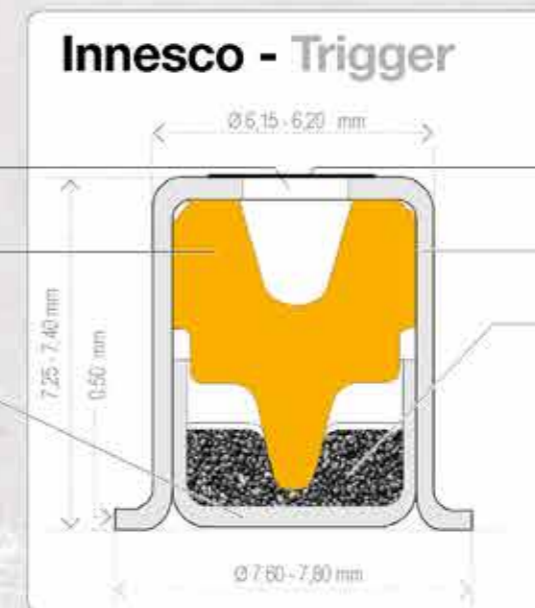 Innesco - Trigger
Ø 6,15 - 6,20 mm
7,25 - 7,40 mm
0.50 mm
Ø 7.60 - 7,80 mm